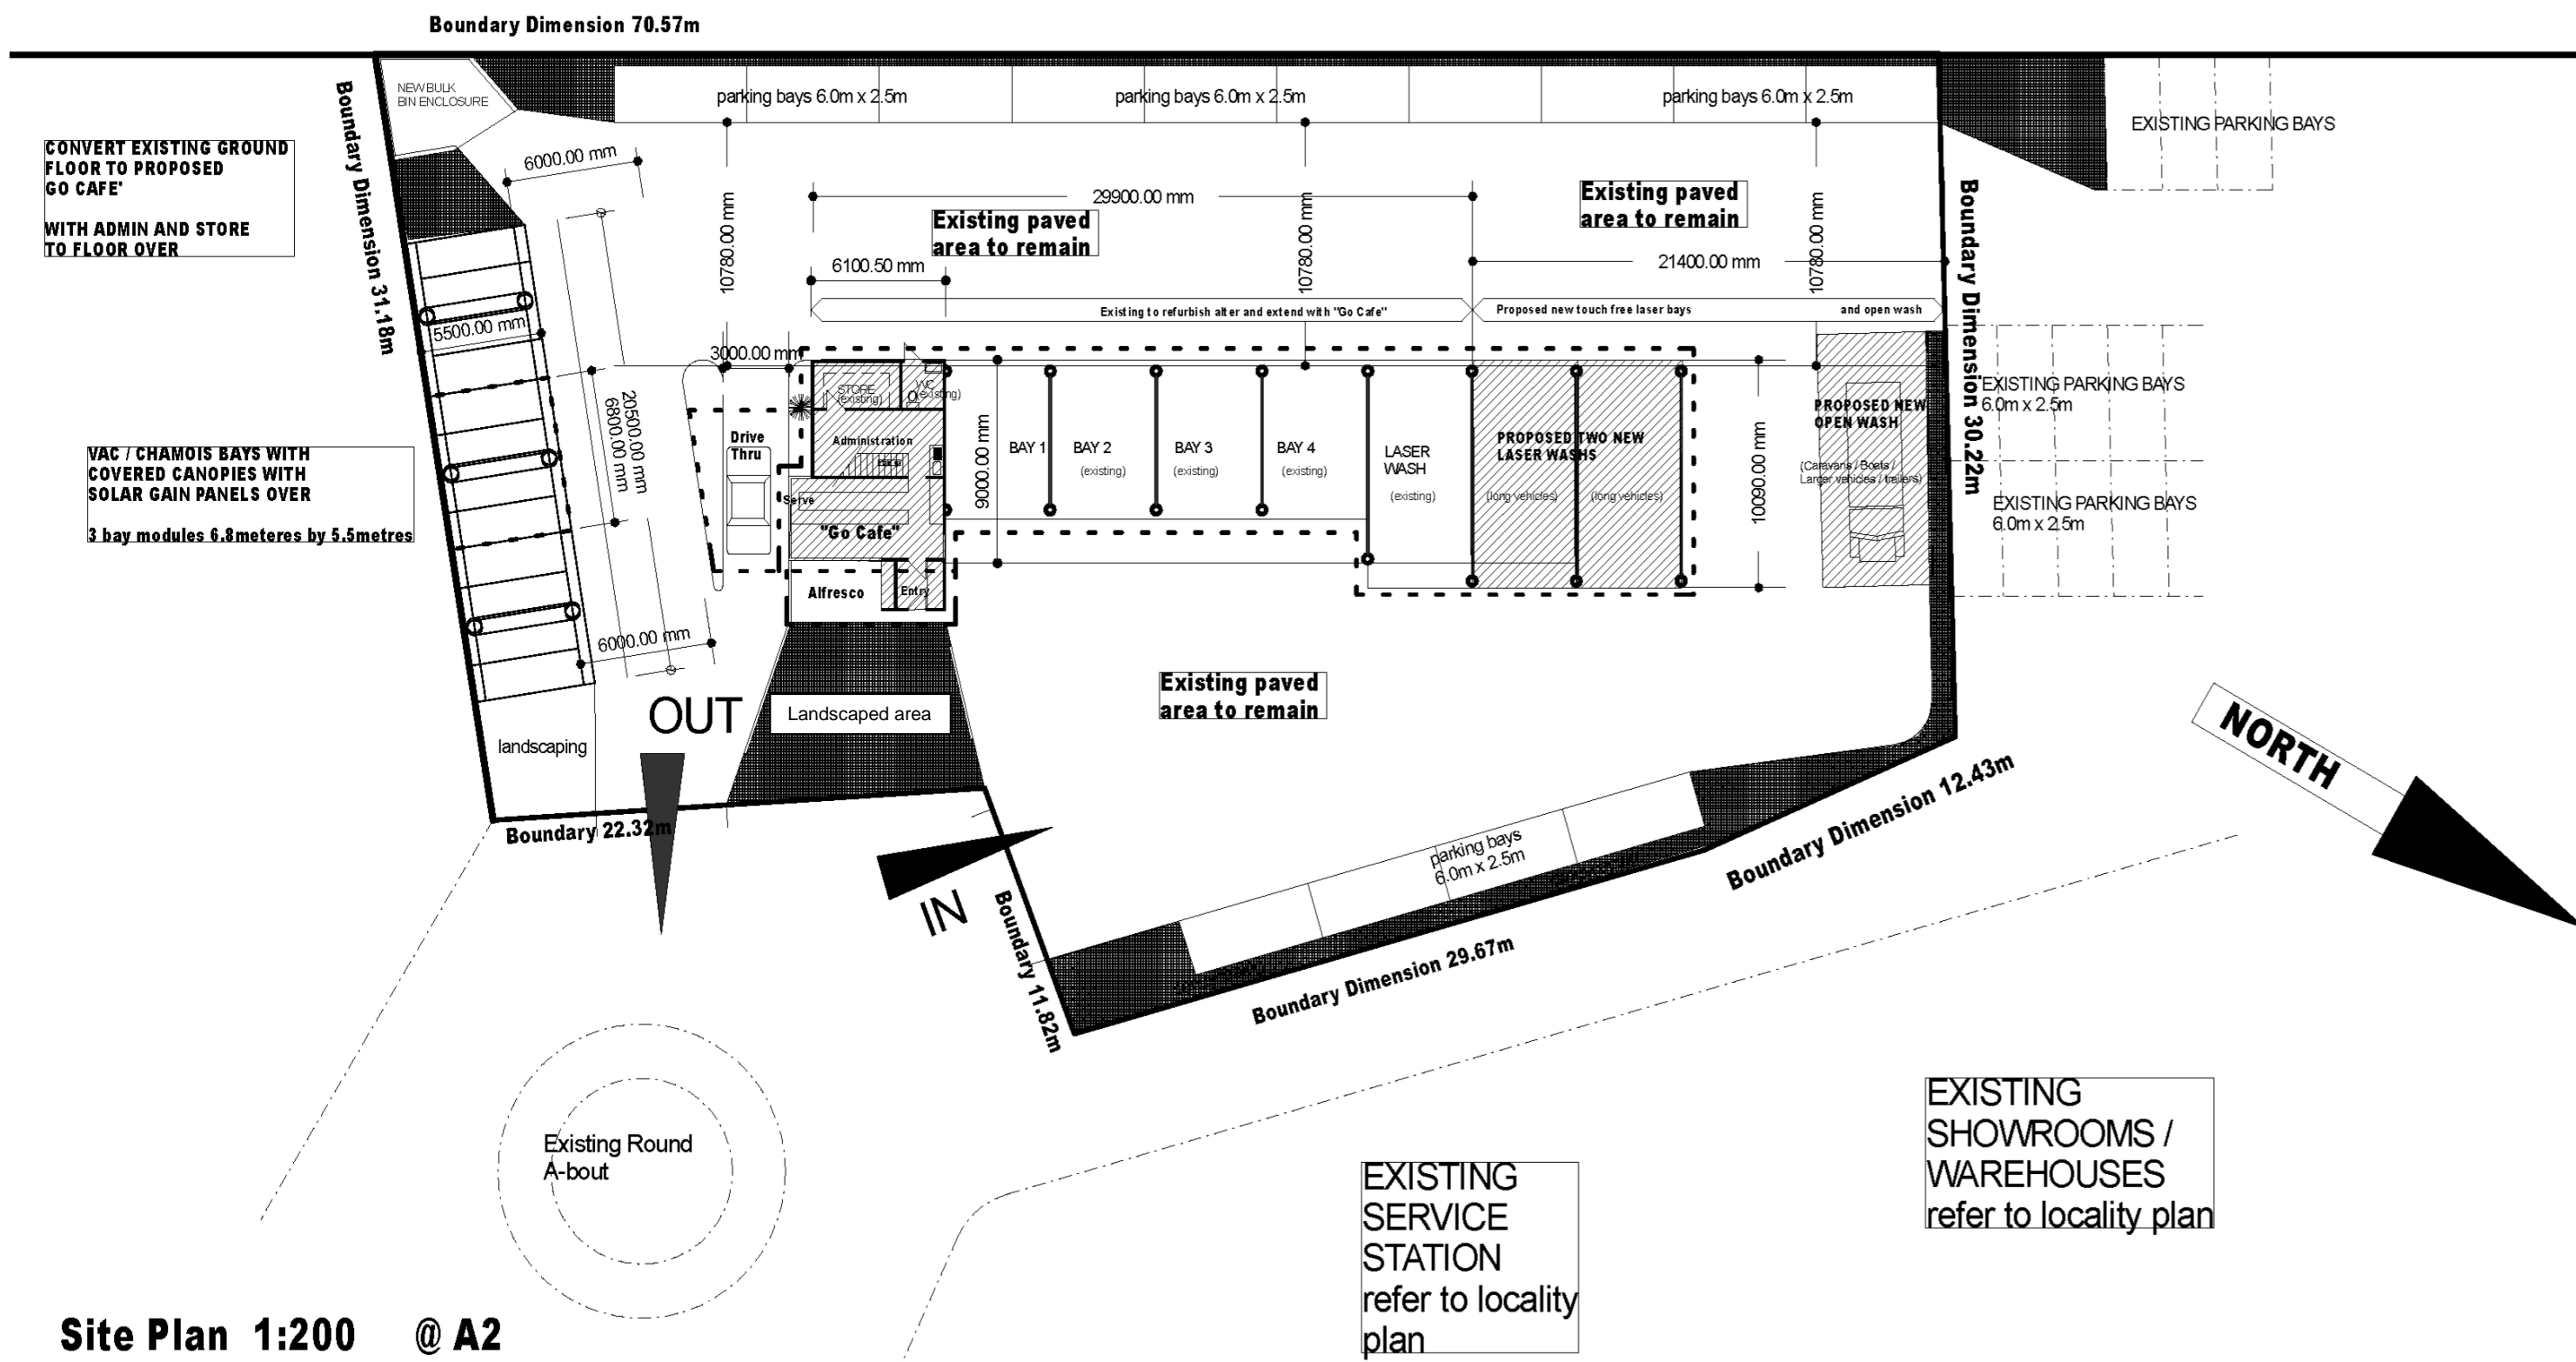 Boundary Dimension 70.57m
NEW BULK
BIN ENCLOSURE
parking bays 6.0m x 2.5m
parking bays 6.0m x 2.5m
parking bays 6.0m x 2.5m
EXISTING PARKING BAYS
Boundary Dimension 31.18m
CONVERT EXISTING GROUND
FLOOR TO PROPOSED
GO CAFE'
WITH ADMIN AND STORE
TO FLOOR OVER
6000.00 mm
10780.00 mm
29900.00 mm
10780.00 mm
10780.00 mm
Existing paved
area to remain
Existing paved
area to remain
6100.50 mm
21400.00 mm
Boundary Dimension 30.22m
Existing to refurbish alter and extend with "Go Cafe"
Proposed new touch free laser bays
and open wash
5500.00 mm
3000.00 mm
20500.00 mm
6800.00 mm
STORE
(existing)
WC
(existing)
Drive
Thru
Administration
Serve
"Go Cafe"
Alfresco
Entry
9000.00 mm
BAY 1
BAY 2
(existing)
BAY 3
(existing)
BAY 4
(existing)
LASER
WASH
(existing)
PROPOSED TWO NEW
LASER WASHS
(long vehicles)
(long vehicles)
10090.00 mm
PROPOSED NEW
OPEN WASH
(Caravans / Boats /
Larger vehicles / trailers)
EXISTING PARKING BAYS
6.0m x 2.5m
EXISTING PARKING BAYS
6.0m x 2.5m
VAC / CHAMOIS BAYS WITH
COVERED CANOPIES WITH
SOLAR GAIN PANELS OVER
3 bay modules 6.8meteres by 5.5metres
6000.00 mm
OUT
Landscaped area
landscaping
Existing paved
area to remain
NORTH
Boundary 22.32m
IN
Boundary 11.82m
parking bays
6.0m x 2.5m
Boundary Dimension 12.43m
Boundary Dimension 29.67m
Existing Round
A-bout
EXISTING
SERVICE
STATION
refer to locality
plan
EXISTING
SHOWROOMS /
WAREHOUSES
refer to locality plan
Site Plan 1:200 @ A2